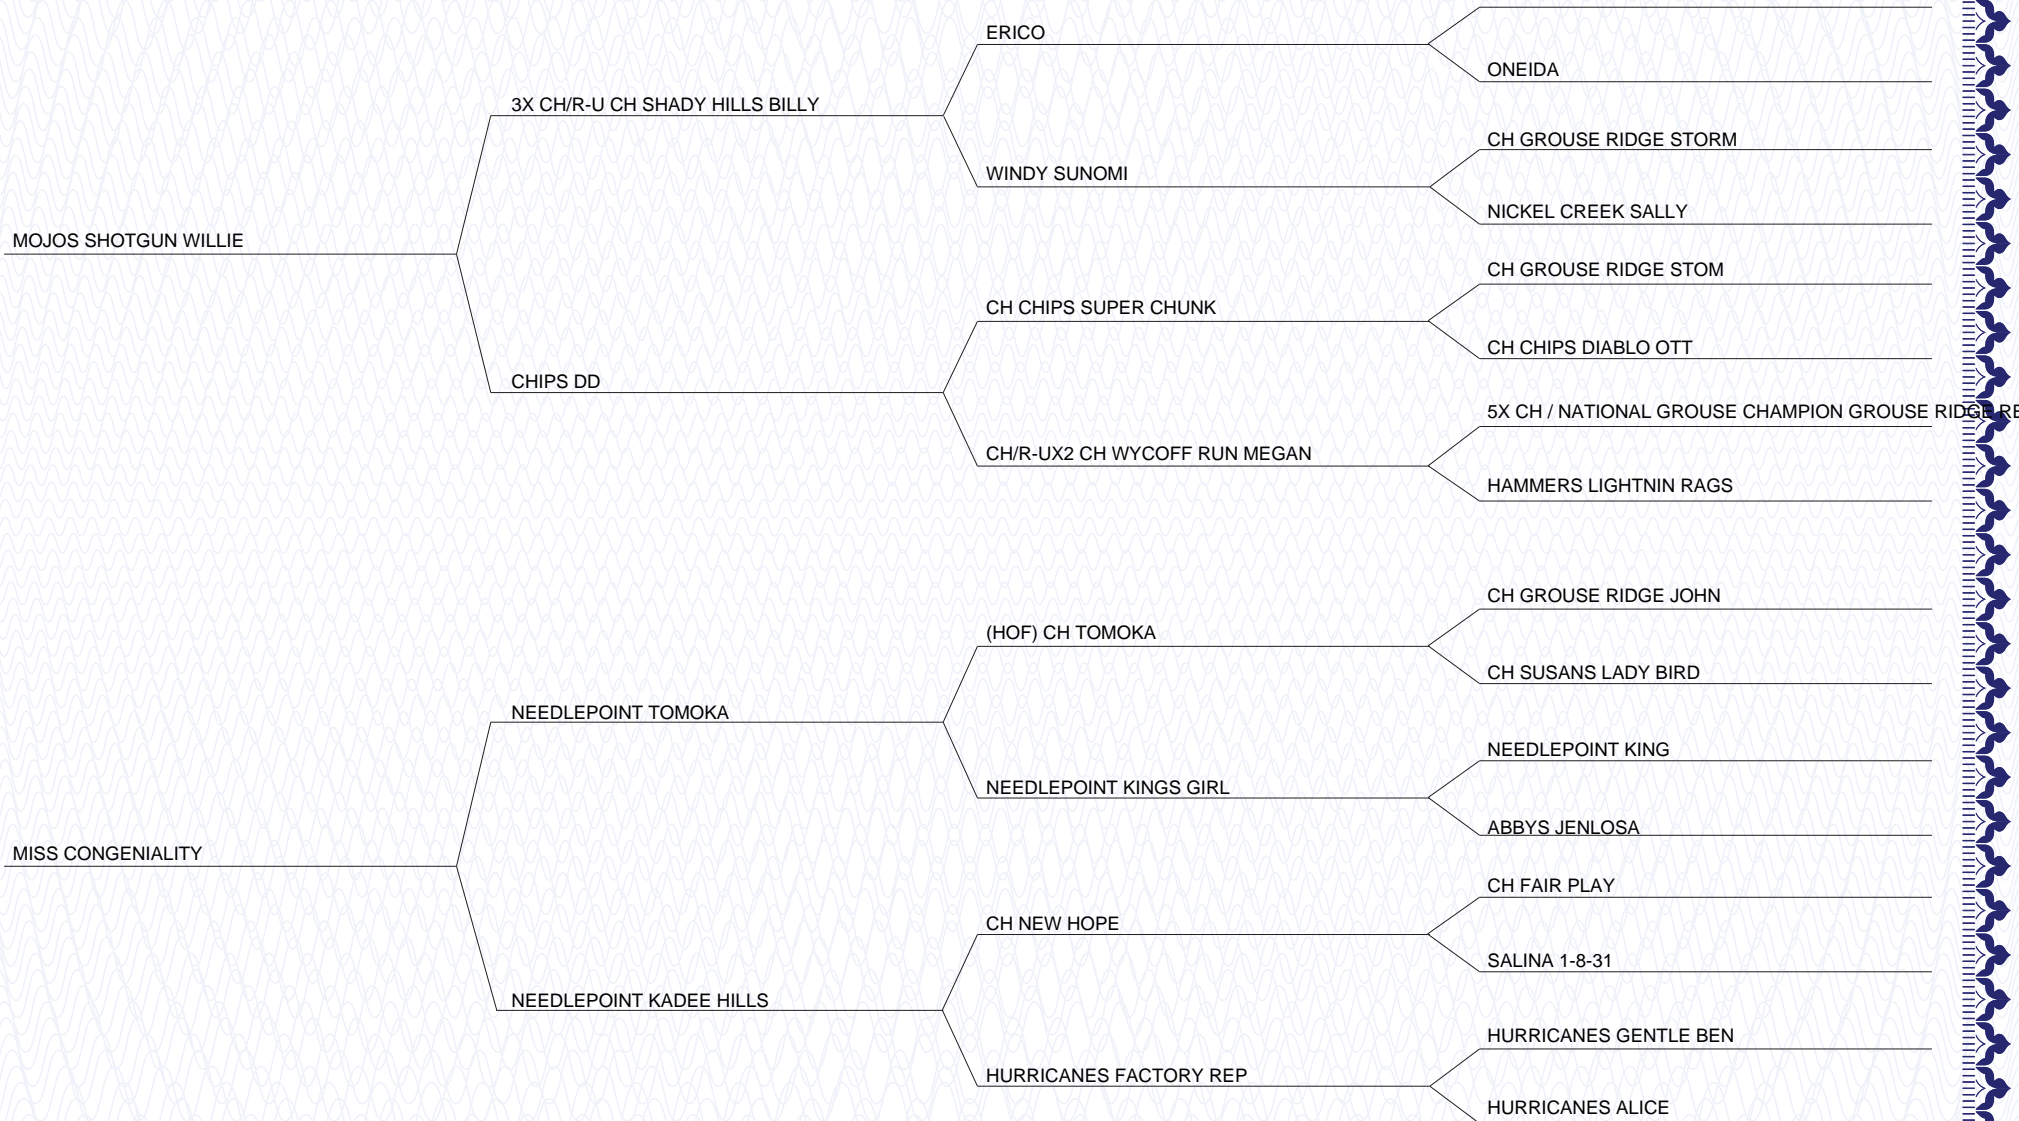 ERICO
ONEIDA
3X CH/R-U CH SHADY HILLS BILLY
CH GROUSE RIDGE STORM
WINDY SUNOMI
NICKEL CREEK SALLY
MOJOS SHOTGUN WILLIE
CH GROUSE RIDGE STOM
CH CHIPS SUPER CHUNK
CH CHIPS DIABLO OTT
CHIPS DD
5X CH / NATIONAL GROUSE CHAMPION GROUSE RIDGE
CH/R-UX2 CH WYCOFF RUN MEGAN
HAMMERS LIGHTNIN RAGS
CH GROUSE RIDGE JOHN
(HOF) CH TOMOKA
CH SUSANS LADY BIRD
NEEDLEPOINT TOMOKA
NEEDLEPOINT KING
NEEDLEPOINT KINGS GIRL
ABBYS JENLOSA
MISS CONGENIALITY
CH FAIR PLAY
CH NEW HOPE
SALINA 1-8-31
NEEDLEPOINT KADEE HILLS
HURRICANES GENTLE BEN
HURRICANES FACTORY REP
HURRICANES ALICE